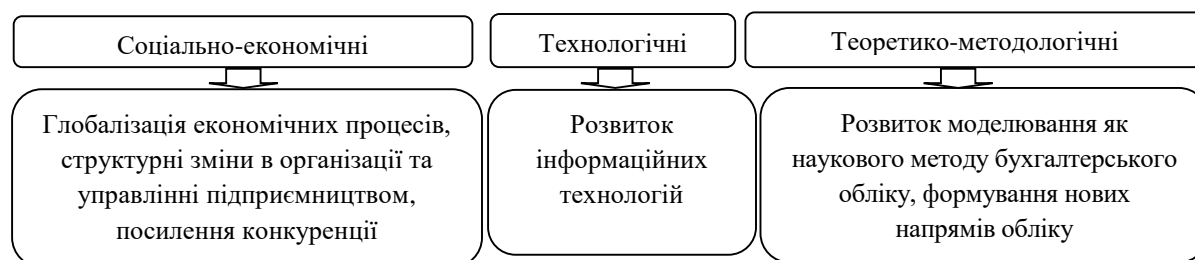 Соціально-економічні
Технологічні
Теоретико-методологічні
Глобалізація економічних процесів,
структурні зміни в організації та
управлінні підприємництвом,
посилення конкуренції
Розвиток
інформаційних
технологій
Розвиток моделювання як
наукового методу бухгалтерського
обліку, формування нових
напрямів обліку